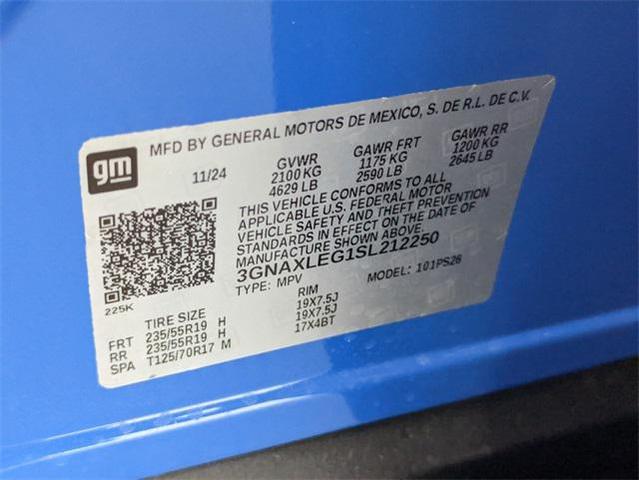 gm
MFD BY GENERAL MOTORS DE MEXICO, S. DE R.L. DE C.V.
11/24
GVWR
2100 KG
4629 LB
GAWR FRT
1175 KG
2590 LB
GAWR RR
1200 KG
2645 LB
THIS VEHICLE CONFORMS TO ALL
APPLICABLE U.S. FEDERAL MOTOR
VEHICLE SAFETY AND THEFT PREVENTION
STANDARDS IN EFFECT ON THE DATE OF
MANUFACTURE SHOWN ABOVE.
3GNAXLEG1SL212250
TYPE: MPV
MODEL: 101PS26
225K
TIRE SIZE
RIM
FRT 235/55R19 H 19X7.5J
RR 235/55R19 H 19X7.5J
SPA T125/70R17 M 17X4BT